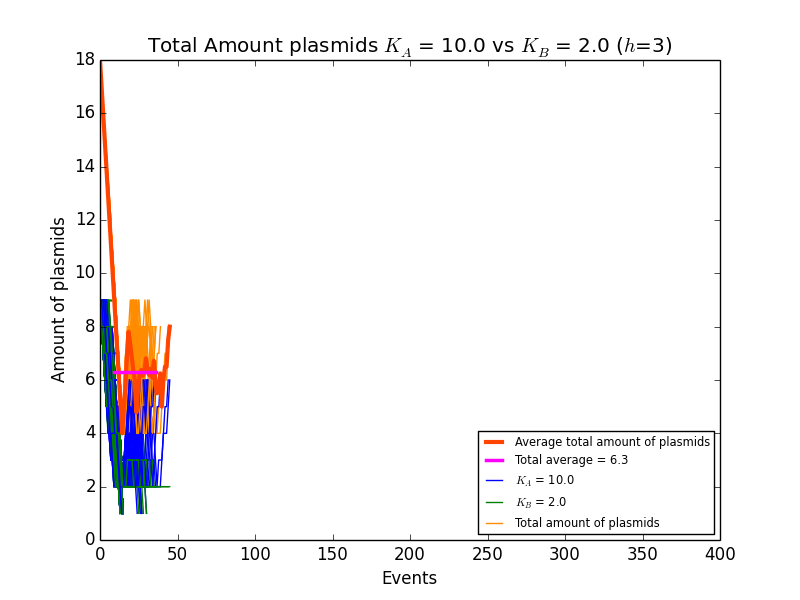 Total Amount plasmids K_A = 10.0 vs K_B = 2.0 (h=3)
18
16
14
12
10
8
6
4
2
0
Amount of plasmids
Average total amount of plasmids
Total average = 6.3
K_A = 10.0
K_B = 2.0
Total amount of plasmids
0 50 100 150 200 250 300 350 400
Events